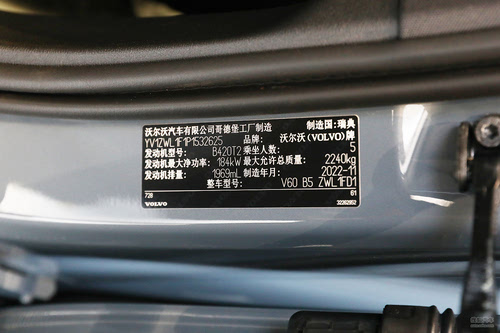 沃尔沃汽车有限公司哥德堡工厂制造 制造国:瑞典
YV1ZWL1F1P1532625 品牌: 沃尔沃(VOLVO)牌
发动机型号 B420T2 乘坐人数 5
发动机最大净功率 184kW 最大允许总质量: 2240kg
发动机排量 1969mL 制造年月 2022-11
整车型号: V60 B5 ZWL1FD1
728 61
VOLVO 32262052